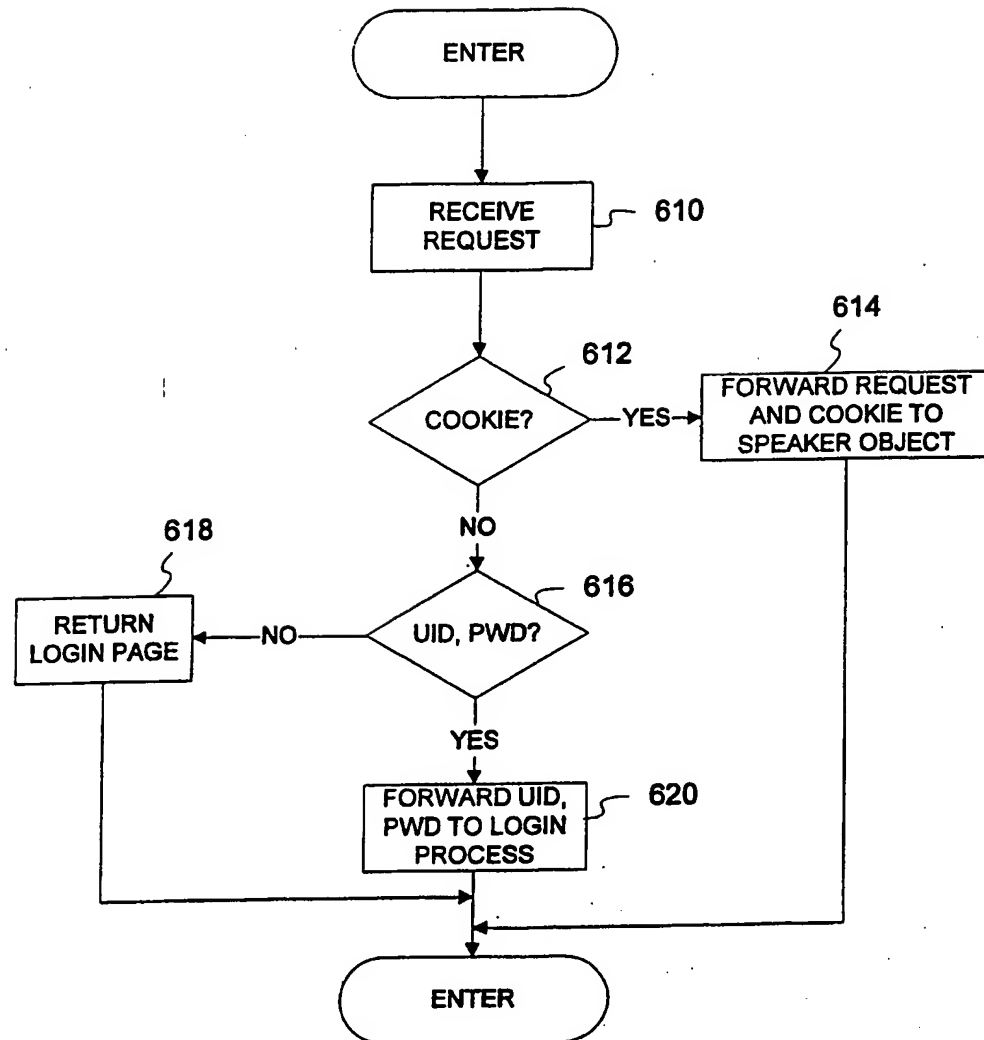 ENTER
RECEIVE
REQUEST
610
612
COOKIE?
YES
614
FORWARD REQUEST
AND COOKIE TO
SPEAKER OBJECT
NO
616
UID, PWD?
NO
618
RETURN
LOGIN PAGE
YES
FORWARD UID,
PWD TO LOGIN
PROCESS
620
ENTER